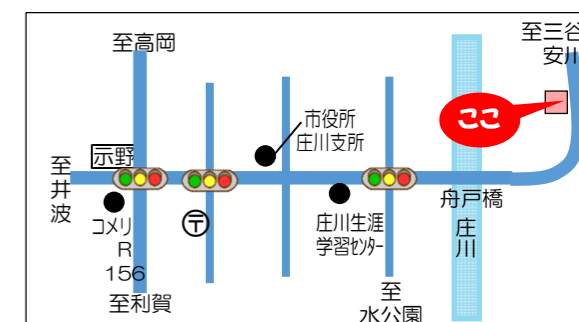 至高岡
至三谷
安川
ここ
市役所
庄川支所
示野
至井波
舟戸橋
コメリ
〒
庄川生涯
学習センター
庄川
R
156
至利賀
至
水公園